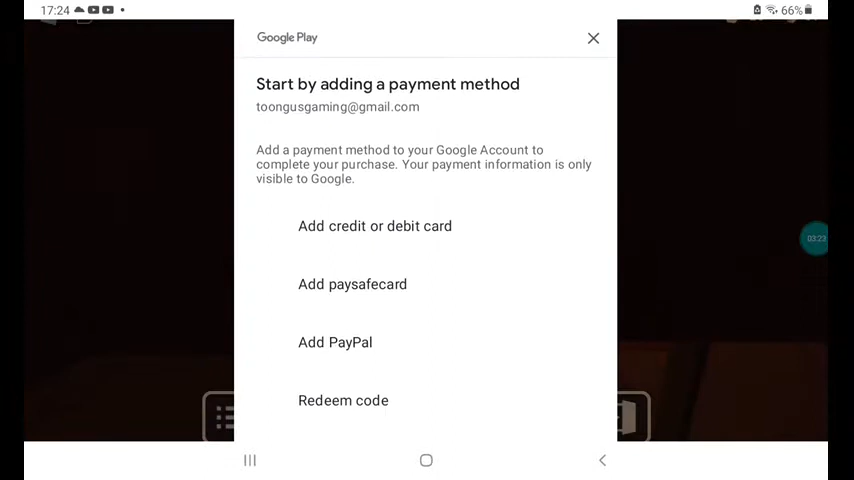 17:24
66%
Google Play
Start by adding a payment method
toongusgaming@gmail.com
Add a payment method to your Google Account to
complete your purchase. Your payment information is only
visible to Google.
Add credit or debit card
03:23
Add paysafecard
Add PayPal
Redeem code